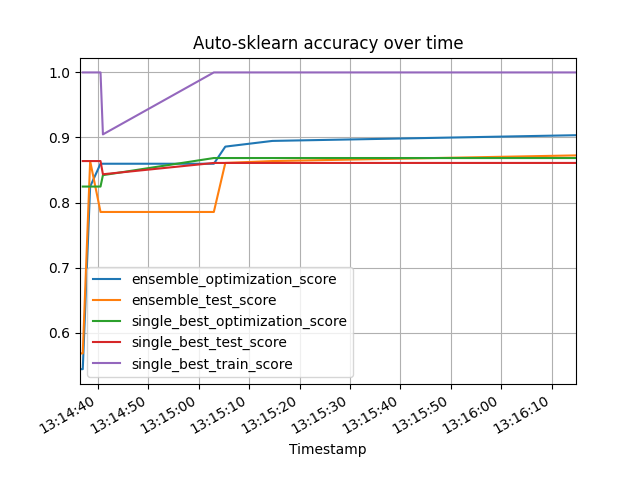 Auto-sklearn accuracy over time
1.0
0.9
0.8
0.7
0.6
ensemble_optimization_score
ensemble_test_score
single_best_optimization_score
single_best_test_score
single_best_train_score
13:14:40
13:14:50
13:15:00
13:15:10
13:15:20
13:15:30
13:15:40
13:15:50
13:16:00
13:16:10
Timestamp